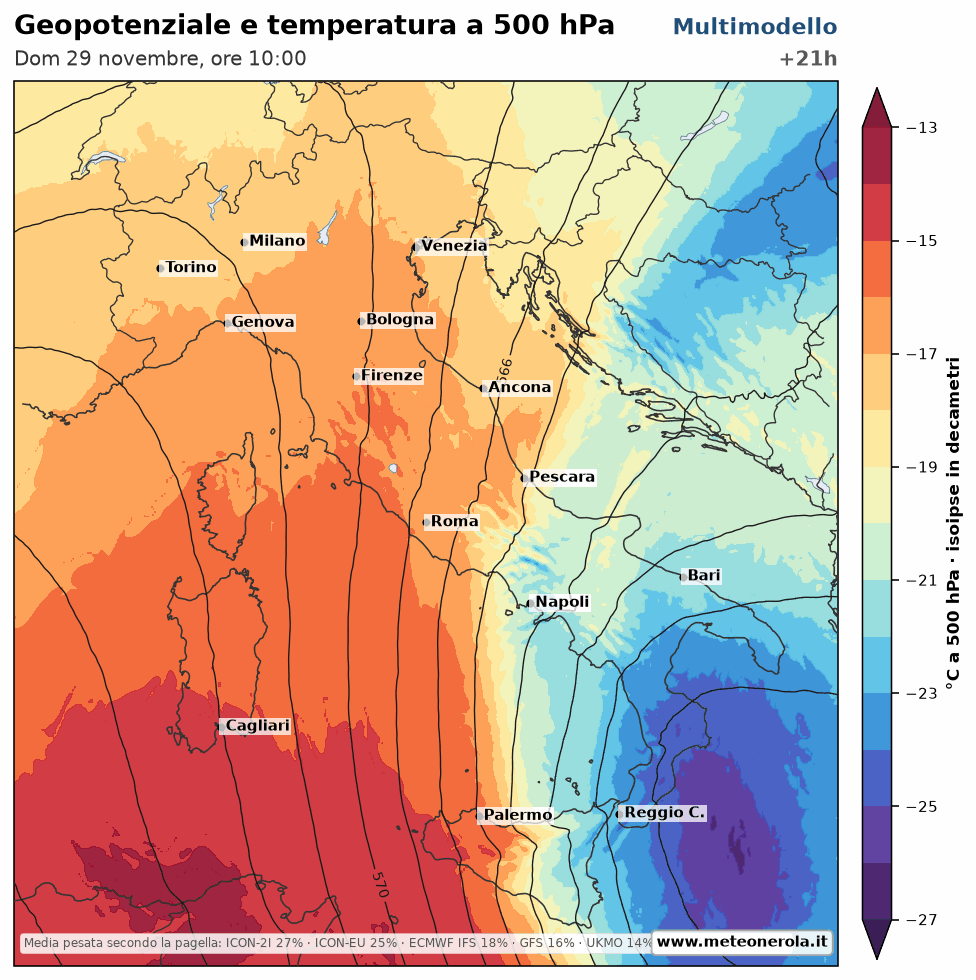 Geopotenziale e temperatura a 500 hPa
Multimodello
Dom 29 novembre, ore 10:00
+21h
Milano
Venezia
Torino
Genova
Bologna
Firenze
566
Ancona
Pescara
Roma
Bari
Napoli
Cagliari
Palermo
Reggio C.
570
−13
−15
−17
−19
−21
−23
−25
−27
°C a 500 hPa · isoipse in decametri
Media pesata secondo la pagella: ICON-2I 27% · ICON-EU 25% · ECMWF IFS 18% · GFS 16% · UKMO 14%
www.meteonerola.it